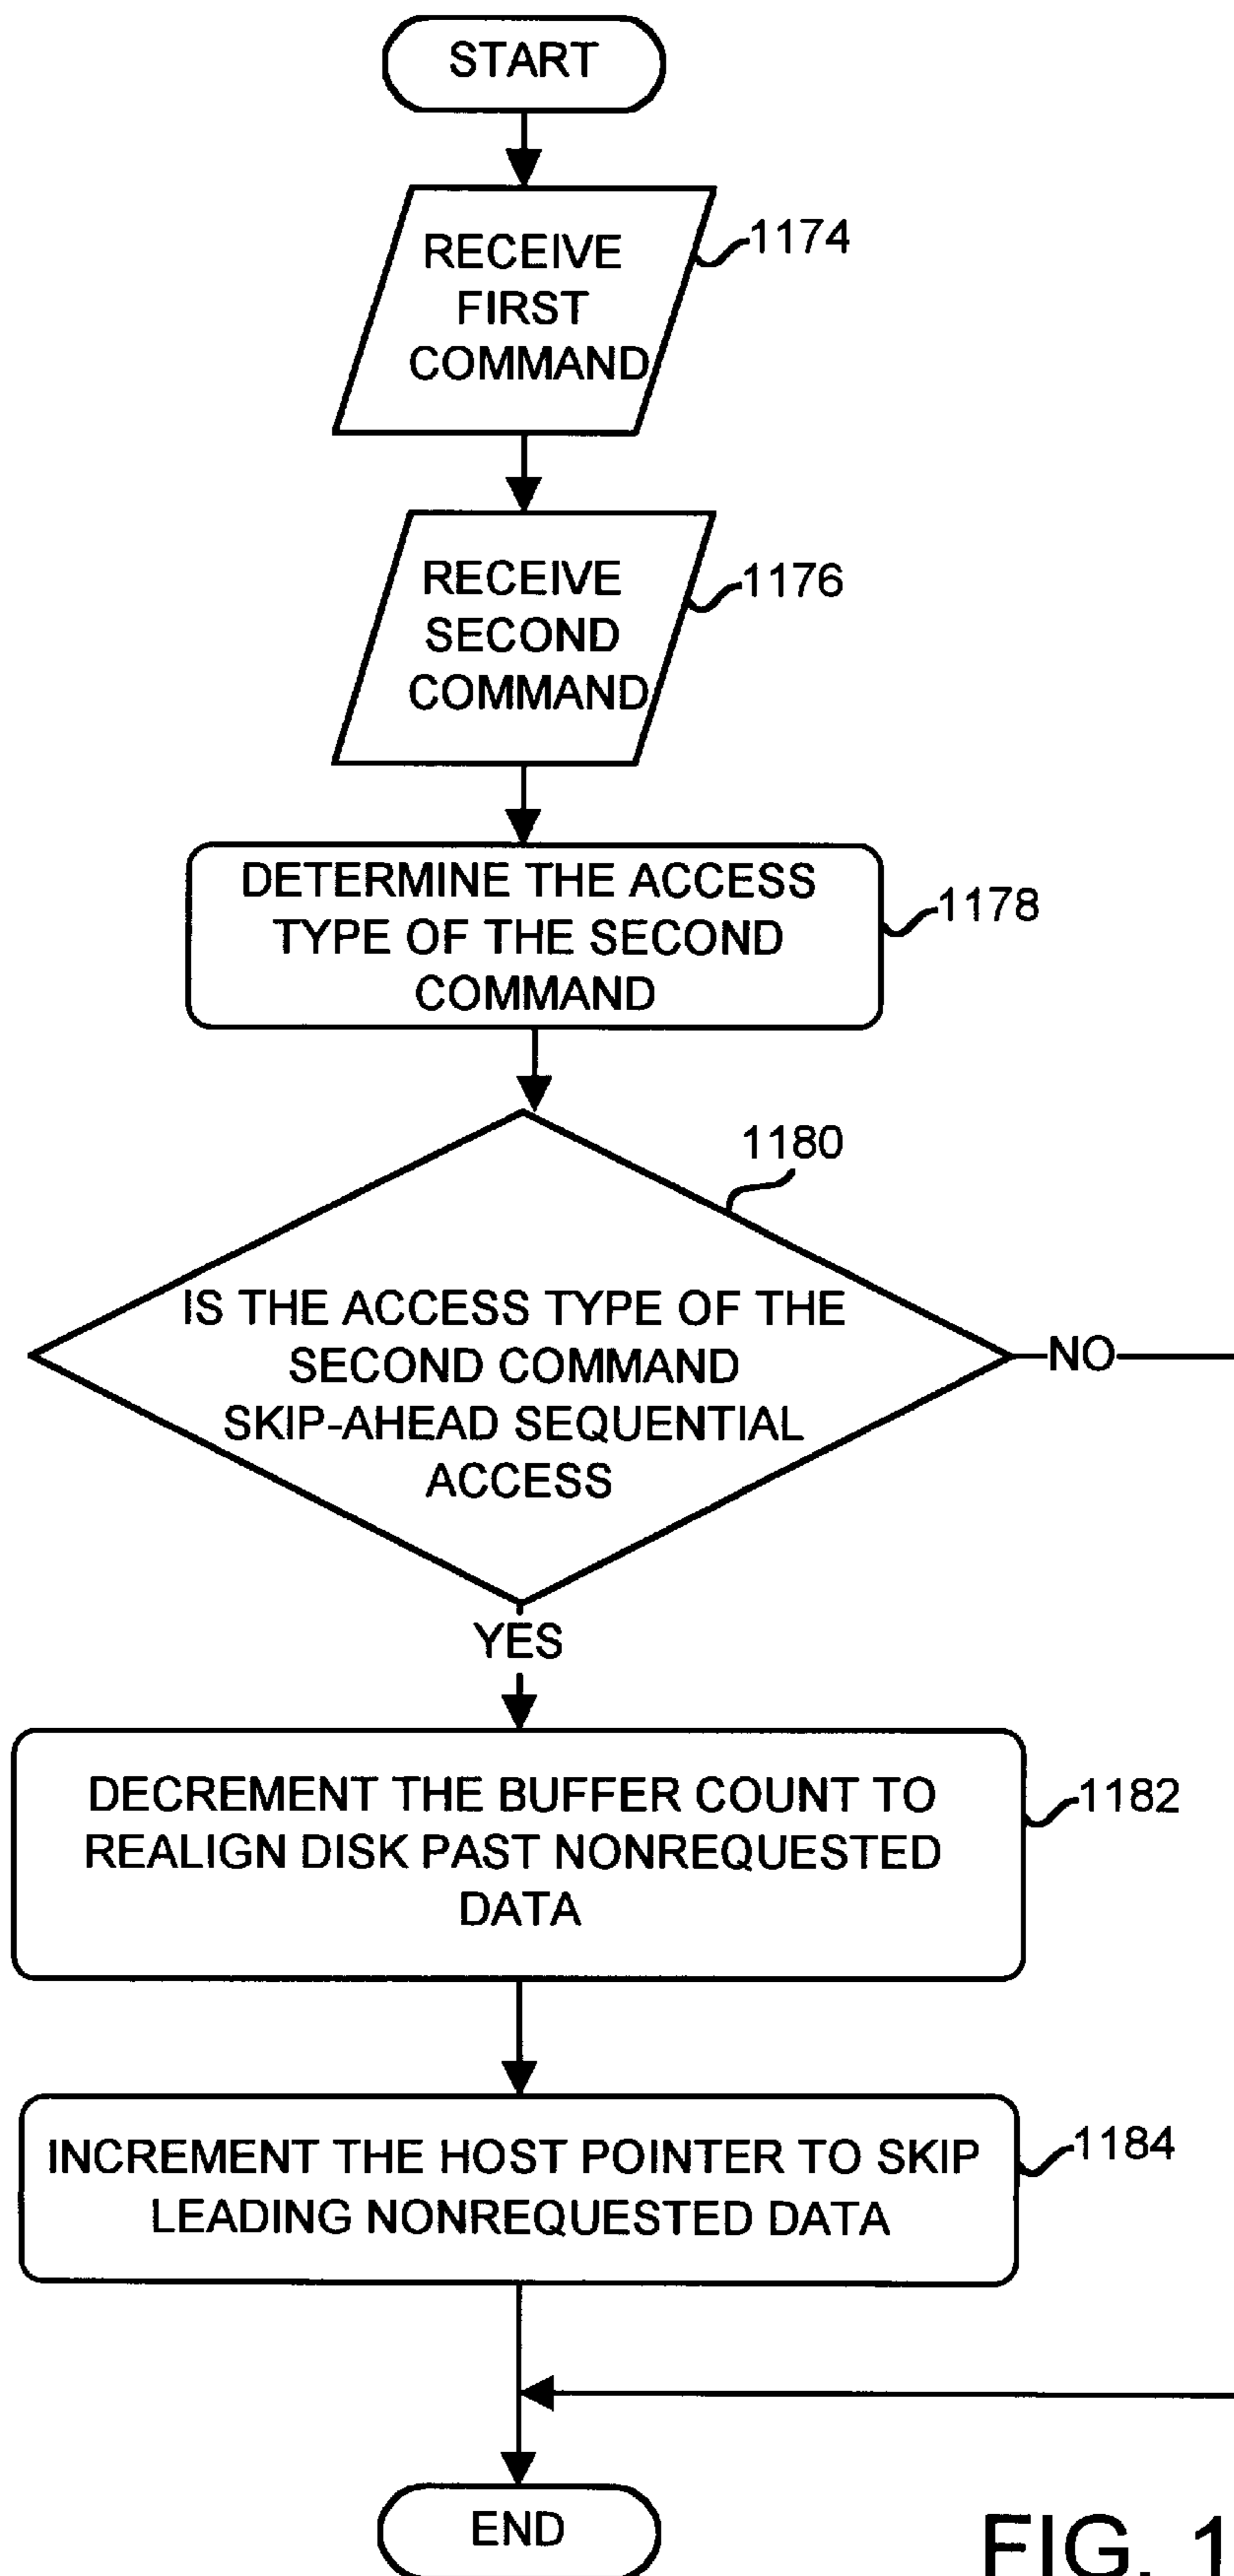 START
RECEIVE
FIRST
COMMAND
1174
RECEIVE
SECOND
COMMAND
1176
DETERMINE THE ACCESS
TYPE OF THE SECOND
COMMAND
1178
1180
IS THE ACCESS TYPE OF THE
SECOND COMMAND
SKIP-AHEAD SEQUENTIAL
ACCESS
NO
YES
DECREMENT THE BUFFER COUNT TO
REALIGN DISK PAST NONREQUESTED
DATA
1182
INCREMENT THE HOST POINTER TO SKIP
LEADING NONREQUESTED DATA
1184
END
FIG. 1